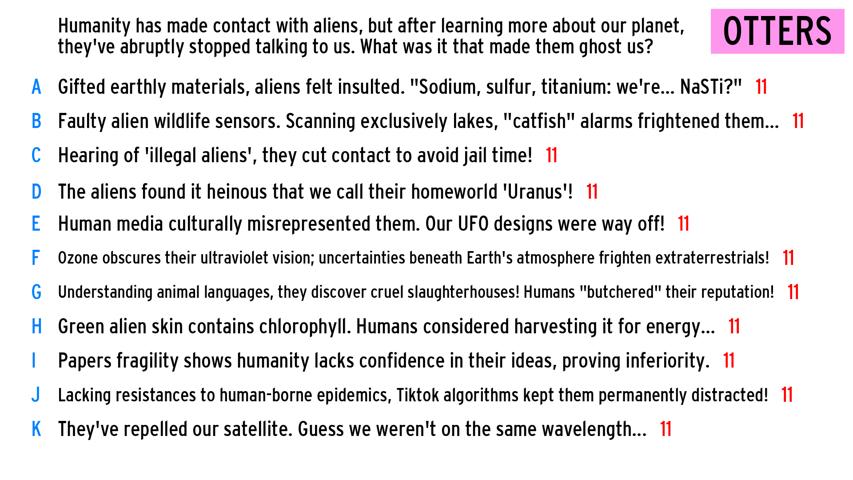 Humanity has made contact with aliens, but after learning more about our planet,
they've abruptly stopped talking to us. What was it that made them ghost us?
OTTERS
A Gifted earthly materials, aliens felt insulted. "Sodium, sulfur, titanium: we're... NaSTi?" 11
B Faulty alien wildlife sensors. Scanning exclusively lakes, "catfish" alarms frightened them... 11
C Hearing of 'illegal aliens', they cut contact to avoid jail time! 11
D The aliens found it heinous that we call their homeworld 'Uranus'! 11
E Human media culturally misrepresented them. Our UFO designs were way off! 11
F Ozone obscures their ultraviolet vision; uncertainties beneath Earth's atmosphere frighten extraterrestrials! 11
G Understanding animal languages, they discover cruel slaughterhouses! Humans "butchered" their reputation! 11
H Green alien skin contains chlorophyll. Humans considered harvesting it for energy... 11
I Papers fragility shows humanity lacks confidence in their ideas, proving inferiority. 11
J Lacking resistances to human-borne epidemics, Tiktok algorithms kept them permanently distracted! 11
K They've repelled our satellite. Guess we weren't on the same wavelength... 11